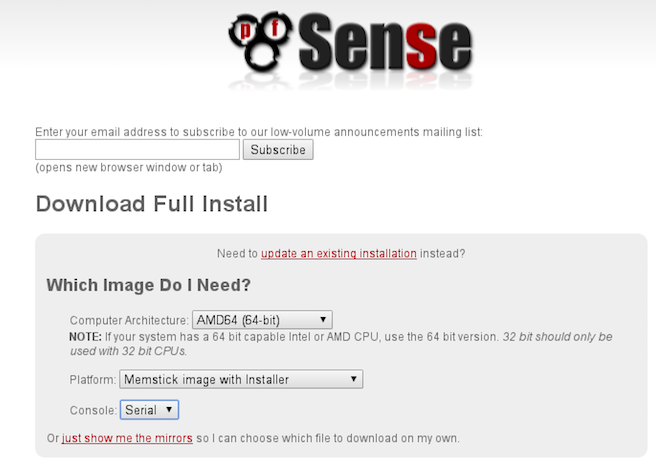 pfSense
Enter your email address to subscribe to our low-volume announcements mailing list:
Subscribe
(opens new browser window or tab)
Download Full Install
Need to update an existing installation instead?
Which Image Do I Need?
Computer Architecture: AMD64 (64-bit)
NOTE: If your system has a 64 bit capable Intel or AMD CPU, use the 64 bit version. 32 bit should only be
used with 32 bit CPUs.
Platform: Memstick image with Installer
Console: Serial
Or just show me the mirrors so I can choose which file to download on my own.